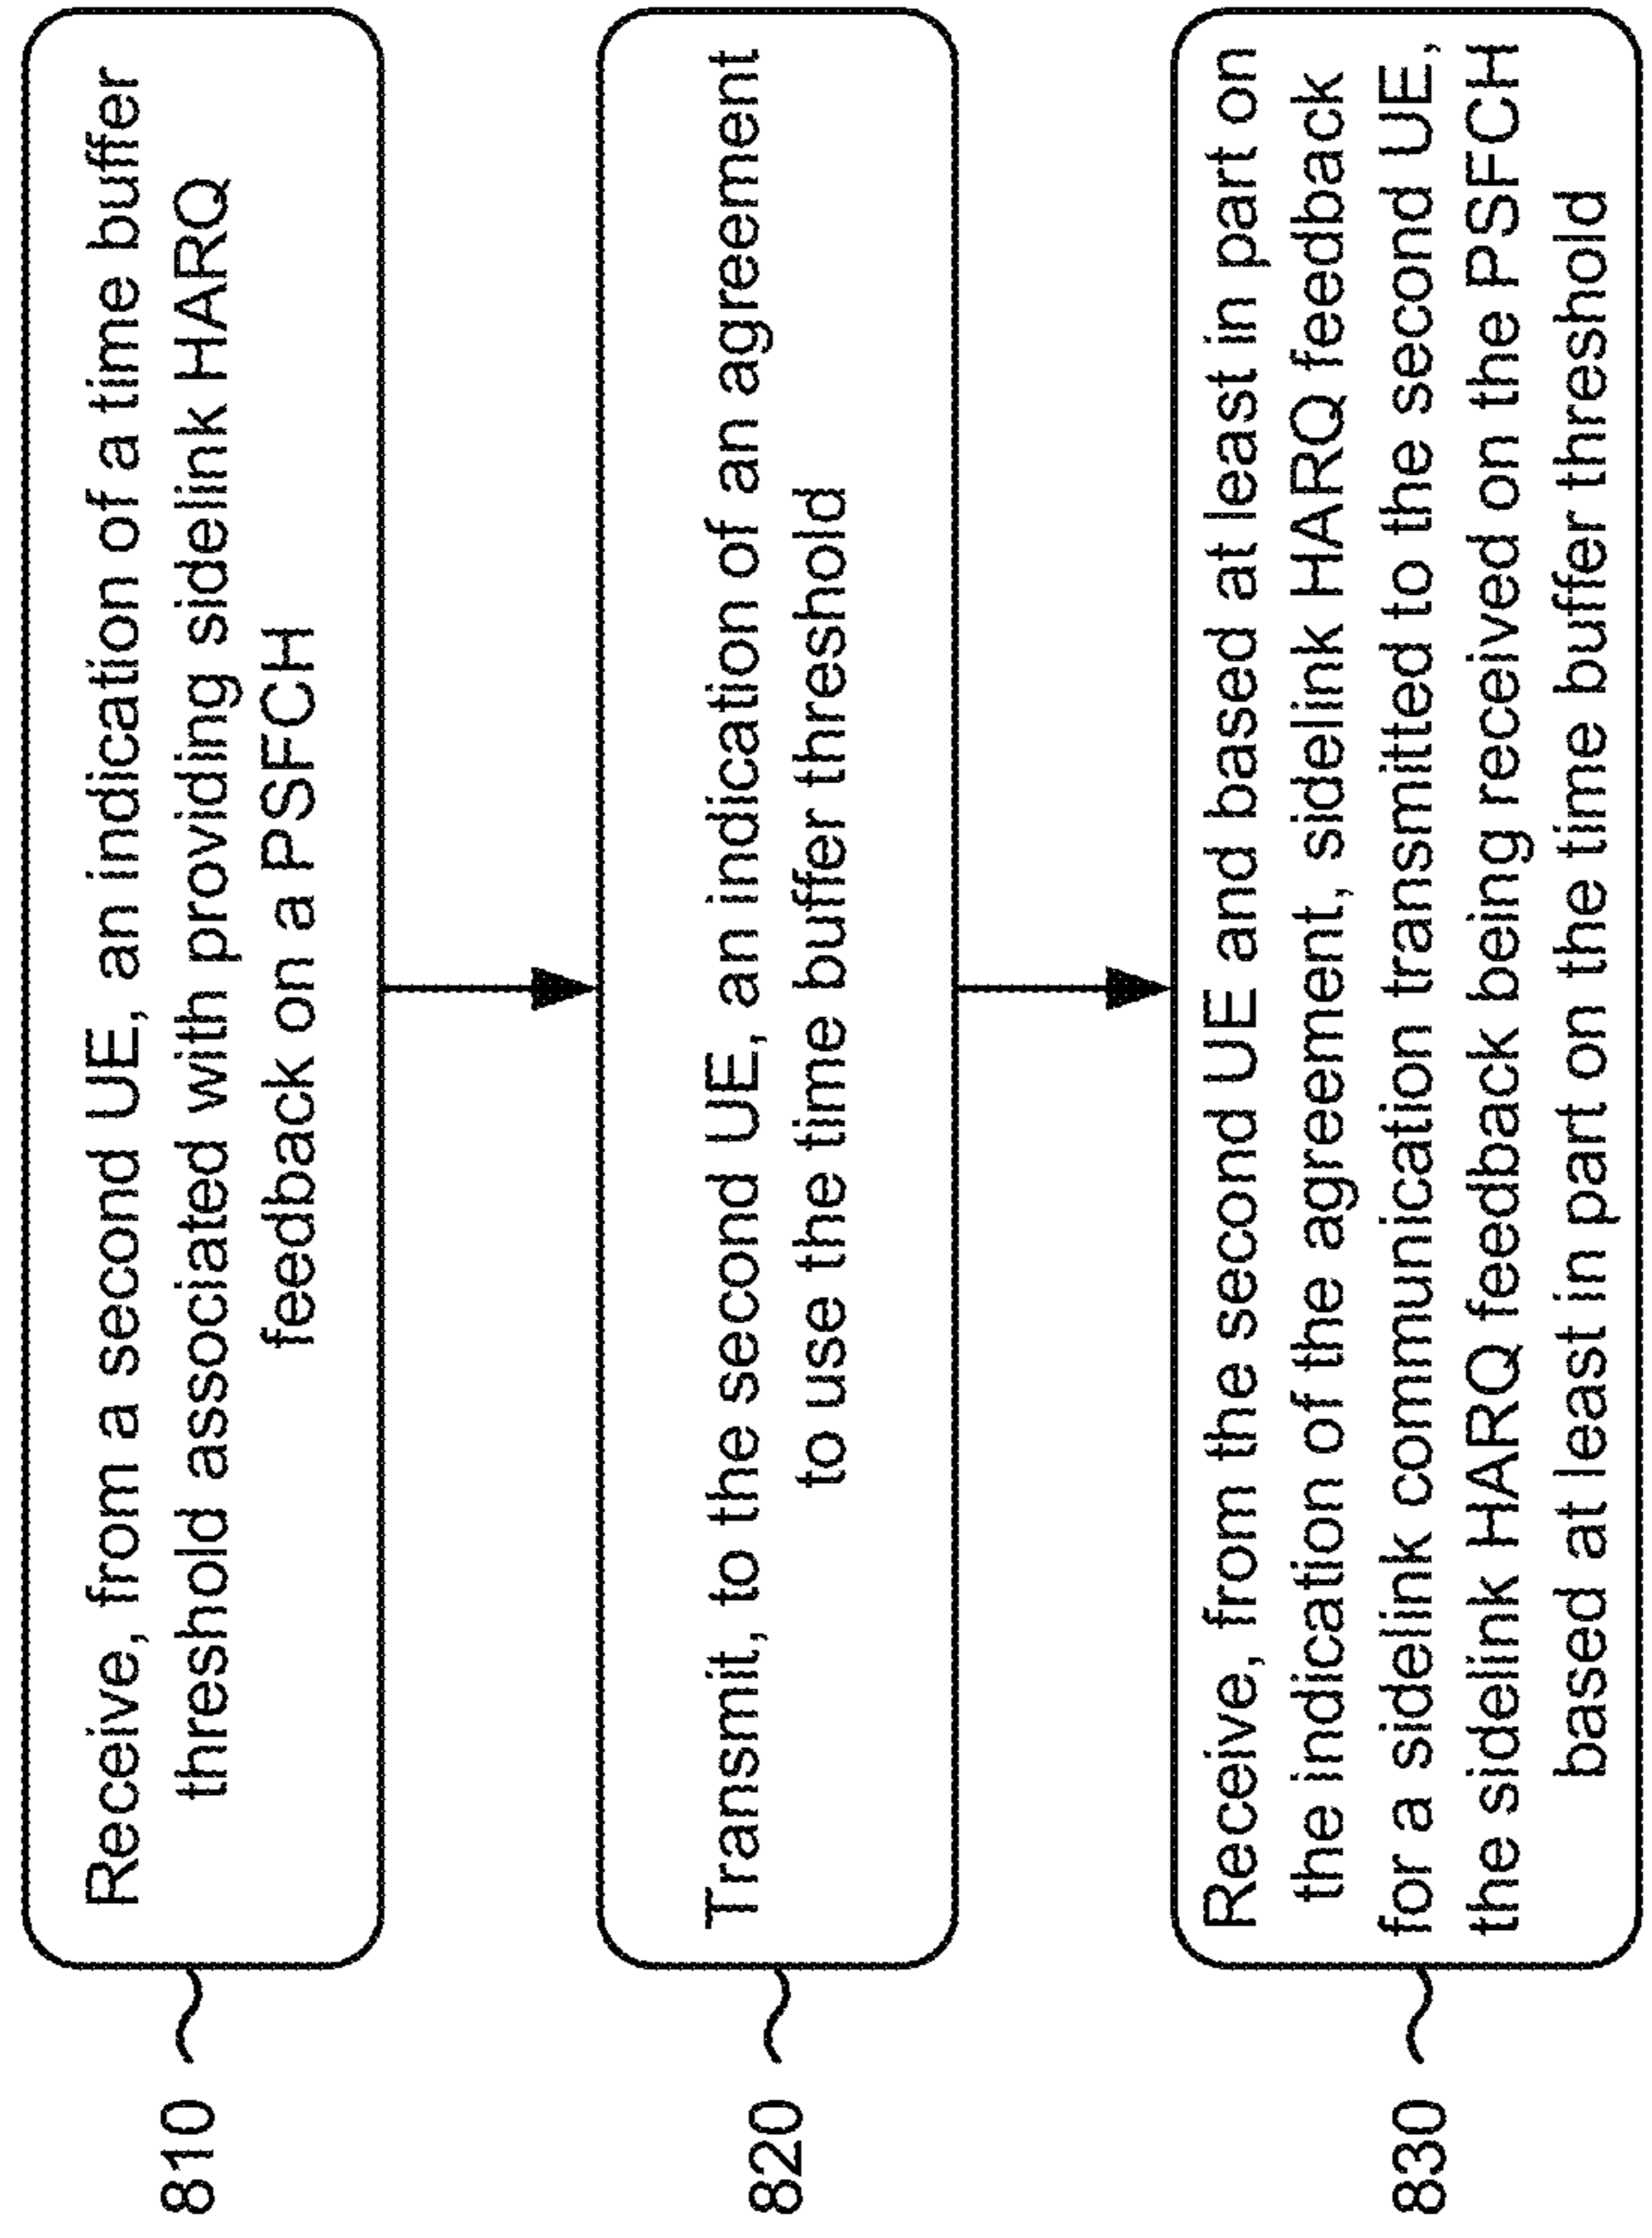 810
Receive, from a second UE, an indication of a time buffer
threshold associated with providing sidelink HARQ
feedback on a PSFCH
820
Transmit, to the second UE, an indication of an agreement
to use the time buffer threshold
830
Receive, from the second UE and based at least in part on
the indication of the agreement, sidelink HARQ feedback
for a sidelink communication transmitted to the second UE,
the sidelink HARQ feedback being received on the PSFCH
based at least in part on the time buffer threshold